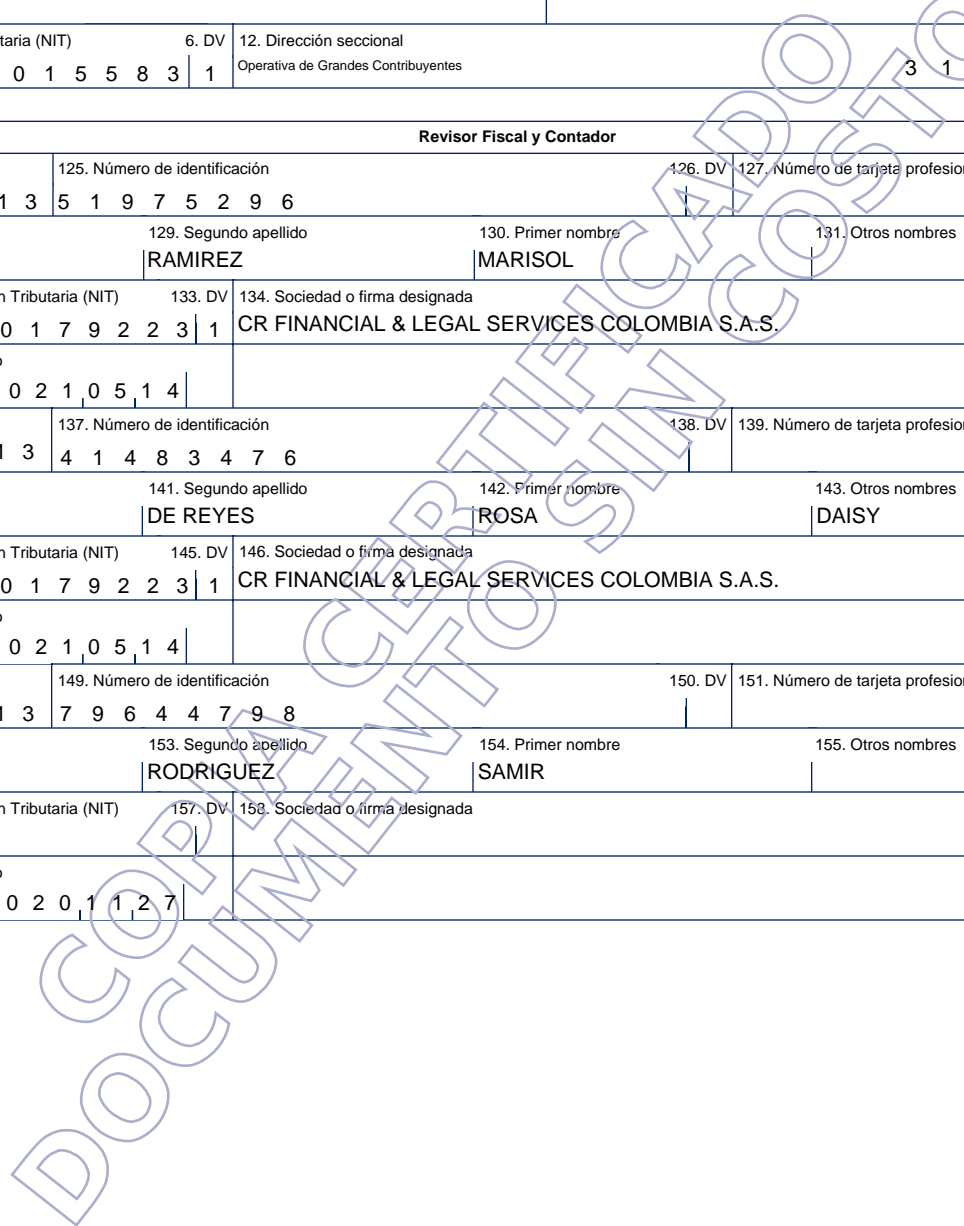 taria (NIT) 6. DV 12. Dirección seccional
0 1 5 5 8 3 1 Operativa de Grandes Contribuyentes 3 1
Revisor Fiscal y Contador
125. Número de identificación 126. DV 127. Número de tarjeta profesion
1 3 5 1 9 7 5 2 9 6
129. Segundo apellido 130. Primer nombre 131. Otros nombres
RAMIREZ MARISOL
n Tributaria (NIT) 133. DV 134. Sociedad o firma designada
0 1 7 9 2 2 3 1 CR FINANCIAL & LEGAL SERVICES COLOMBIA S.A.S.
o
0 2 1 0 5 1 4
137. Número de identificación 138. DV 139. Número de tarjeta profesion
1 3 4 1 4 8 3 4 7 6
141. Segundo apellido 142. Primer nombre 143. Otros nombres
DE REYES ROSA DAISY
n Tributaria (NIT) 145. DV 146. Sociedad o firma designada
0 1 7 9 2 2 3 1 CR FINANCIAL & LEGAL SERVICES COLOMBIA S.A.S.
o
0 2 1 0 5 1 4
149. Número de identificación 150. DV 151. Número de tarjeta profesion
1 3 7 9 6 4 4 7 9 8
153. Segundo apellido 154. Primer nombre 155. Otros nombres
RODRIGUEZ SAMIR
n Tributaria (NIT) 157. DV 158. Sociedad o firma designada
o
0 2 0 1 1 2 7
COPIA CERTIFICADO
DOCUMENTO SIN COSTO